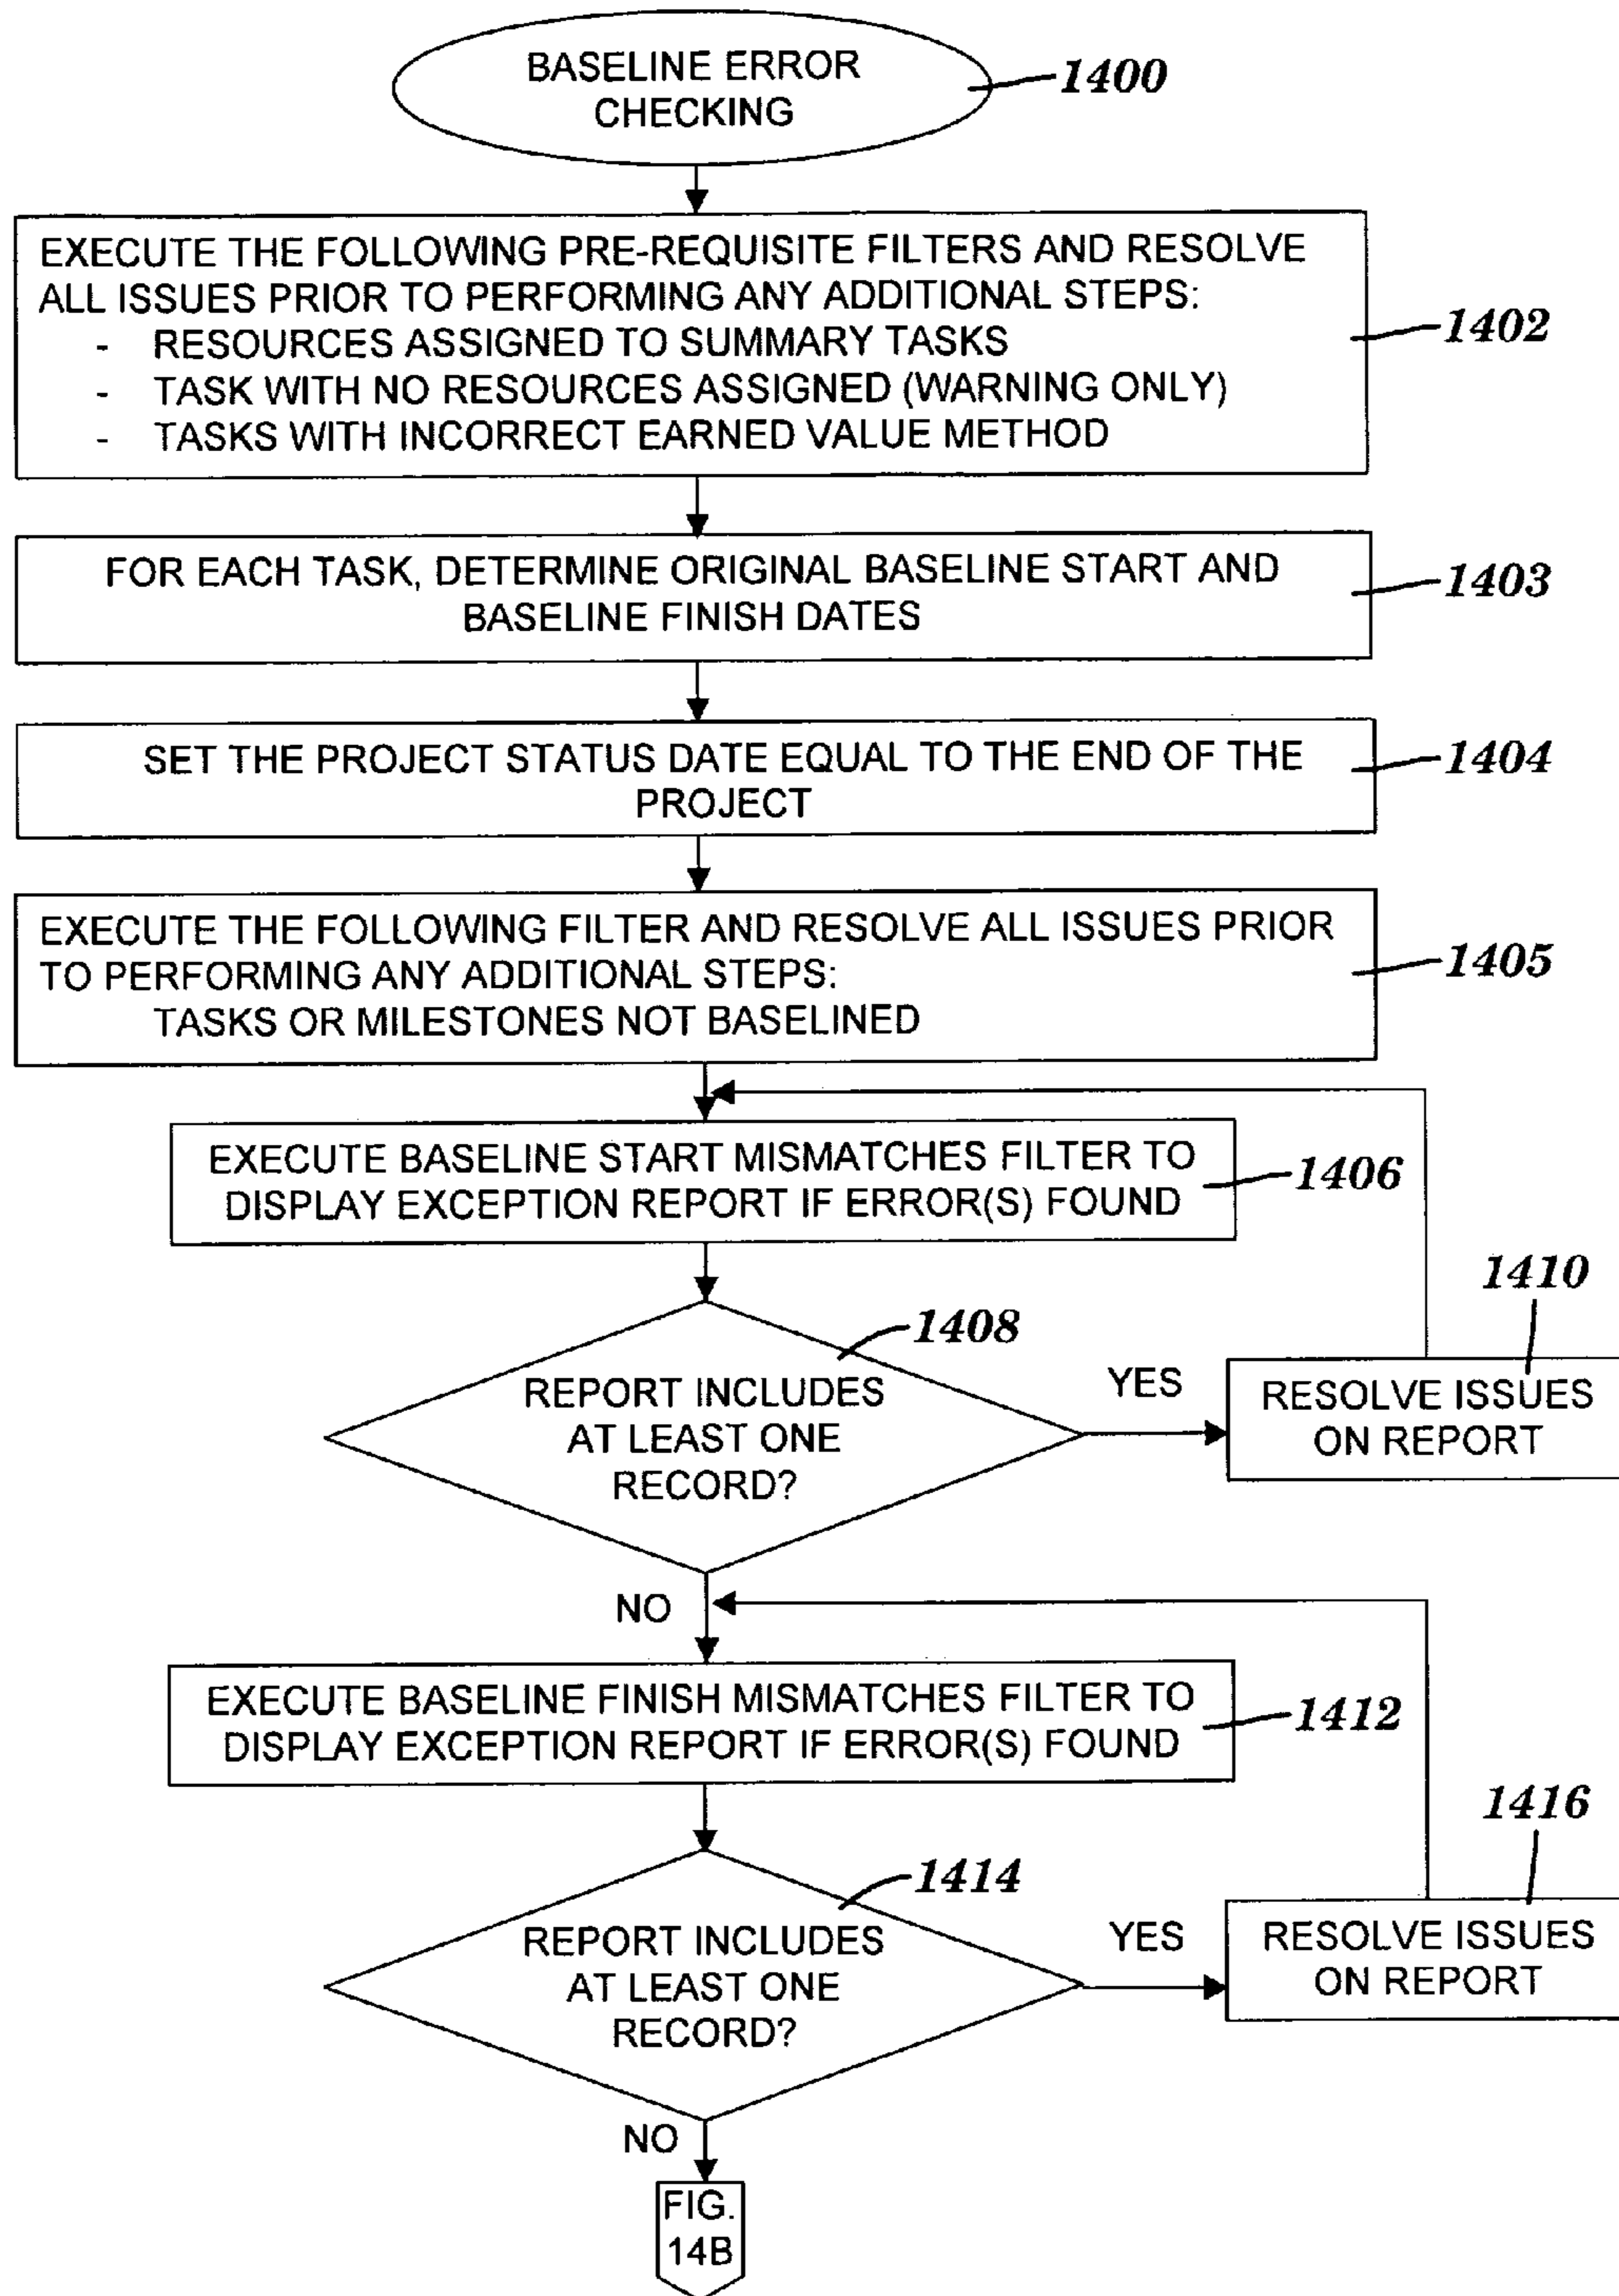 BASELINE ERROR
CHECKING
1400
EXECUTE THE FOLLOWING PRE-REQUISITE FILTERS AND RESOLVE
ALL ISSUES PRIOR TO PERFORMING ANY ADDITIONAL STEPS:
- RESOURCES ASSIGNED TO SUMMARY TASKS
- TASK WITH NO RESOURCES ASSIGNED (WARNING ONLY)
- TASKS WITH INCORRECT EARNED VALUE METHOD
1402
FOR EACH TASK, DETERMINE ORIGINAL BASELINE START AND
BASELINE FINISH DATES
1403
SET THE PROJECT STATUS DATE EQUAL TO THE END OF THE
PROJECT
1404
EXECUTE THE FOLLOWING FILTER AND RESOLVE ALL ISSUES PRIOR
TO PERFORMING ANY ADDITIONAL STEPS:
TASKS OR MILESTONES NOT BASELINED
1405
EXECUTE BASELINE START MISMATCHES FILTER TO
DISPLAY EXCEPTION REPORT IF ERROR(S) FOUND
1406
1408
REPORT INCLUDES
AT LEAST ONE
RECORD?
YES
1410
RESOLVE ISSUES
ON REPORT
NO
EXECUTE BASELINE FINISH MISMATCHES FILTER TO
DISPLAY EXCEPTION REPORT IF ERROR(S) FOUND
1412
1414
REPORT INCLUDES
AT LEAST ONE
RECORD?
YES
1416
RESOLVE ISSUES
ON REPORT
NO
FIG.
14B